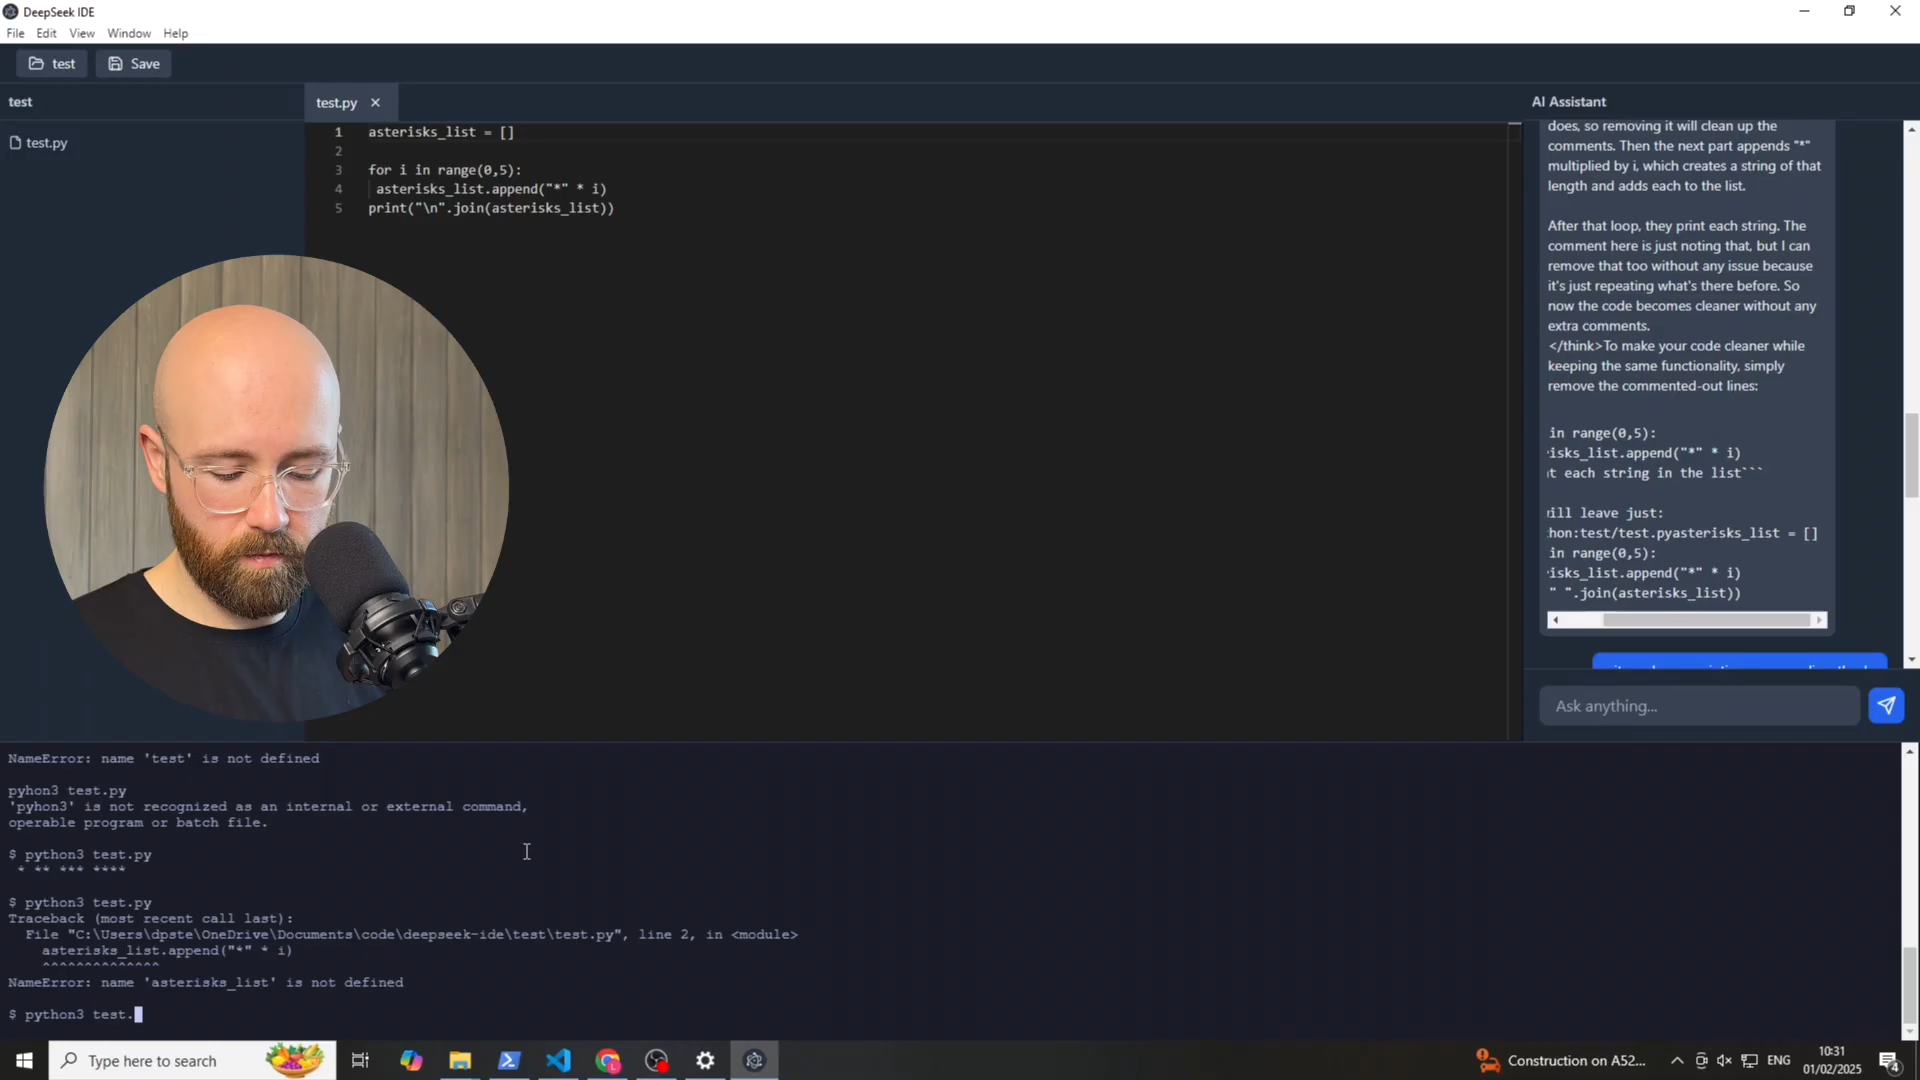 DeepSeek IDE
File Edit View Window Help
test Save
test
test.py
test.py
1 asterisks_list = []
2
3 for i in range(0,5):
4 asterisks_list.append("*" * i)
5 print("\n".join(asterisks_list))
AI Assistant
does, so removing it will clean up the
comments. Then the next part appends "*"
multiplied by i, which creates a string of that
length and adds each to the list.
After that loop, they print each string. The
comment here is just noting that, but I can
remove that too without any issue because
it's just repeating what's there before. So
now the code becomes cleaner without any
extra comments.
</think>To make your code cleaner while
keeping the same functionality, simply
remove the commented-out lines:
in range(0,5):
isks_list.append("*" * i)
t each string in the list```
ill leave just:
hon:test/test.pyasterisks_list = []
in range(0,5):
isks_list.append("*" * i)
" ".join(asterisks_list))
Ask anything...
NameError: name 'test' is not defined
pyhon3 test.py
'pyhon3' is not recognized as an internal or external command,
operable program or batch file.
$ python3 test.py
* ** *** ****
$ python3 test.py
Traceback (most recent call last):
File "C:\Users\dpste\OneDrive\Documents\code\deepseek-ide\test\test.py", line 2, in <module>
asterisks_list.append("*" * i)
^^^^^^^^^^^^^^
NameError: name 'asterisks_list' is not defined
$ python3 test.
Type here to search
Construction on A52...
ENG
10:31
01/02/2025
4